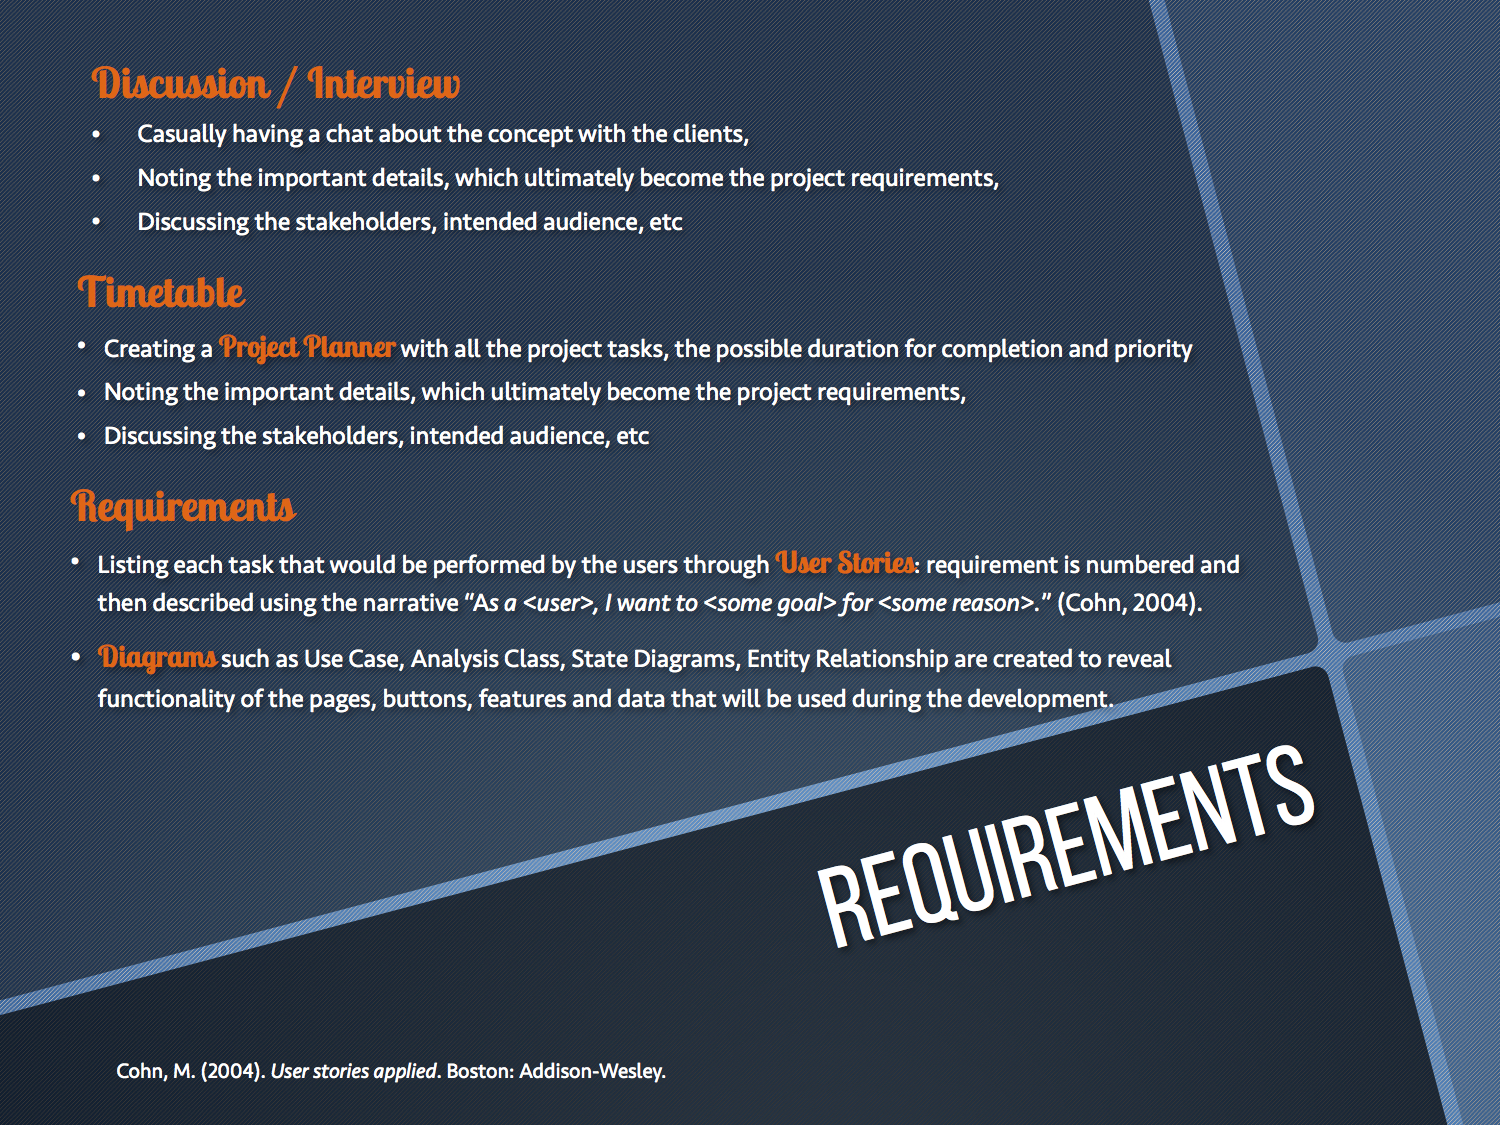 Discussion / Interview
• Casually having a chat about the concept with the clients,
• Noting the important details, which ultimately become the project requirements,
• Discussing the stakeholders, intended audience, etc
Timetable
• Creating a Project Planner with all the project tasks, the possible duration for completion and priority
• Noting the important details, which ultimately become the project requirements,
• Discussing the stakeholders, intended audience, etc
Requirements
• Listing each task that would be performed by the users through User Stories: requirement is numbered and
then described using the narrative “As a <user>, I want to <some goal> for <some reason>.” (Cohn, 2004).
• Diagrams such as Use Case, Analysis Class, State Diagrams, Entity Relationship are created to reveal
functionality of the pages, buttons, features and data that will be used during the development.
REQUIREMENTS
Cohn, M. (2004). User stories applied. Boston: Addison-Wesley.